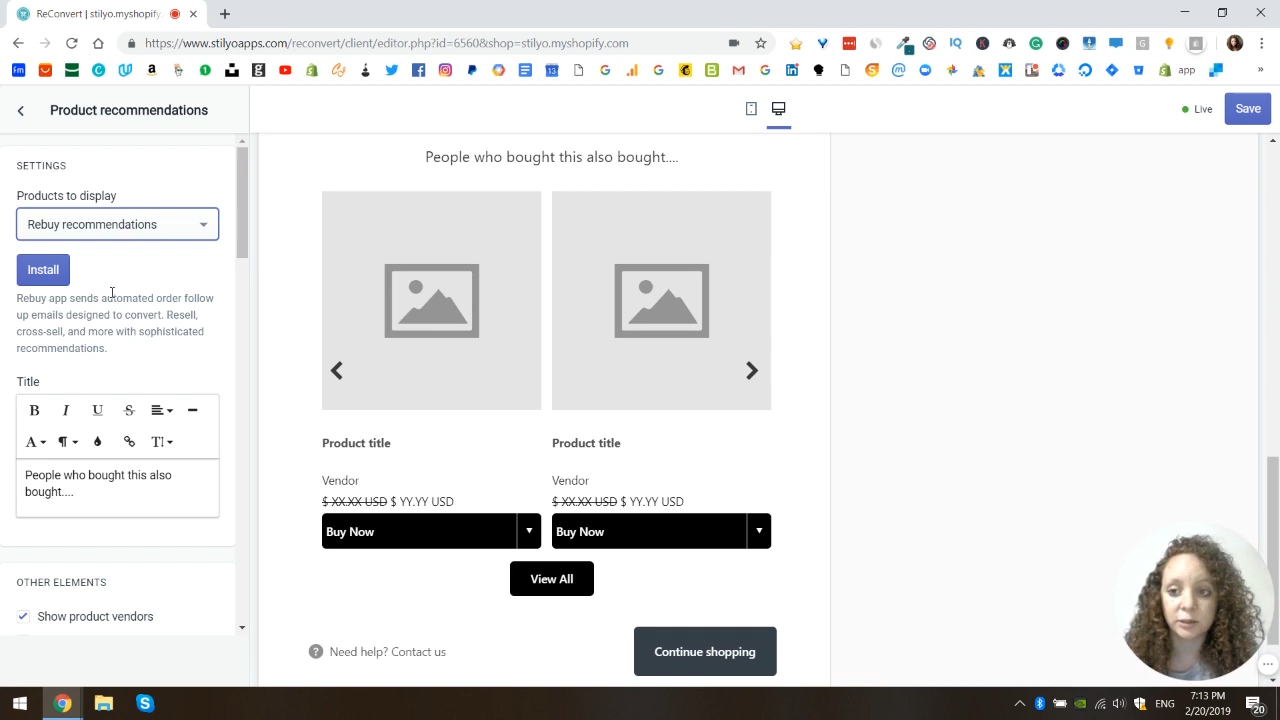 ReConvert | stilyo.myshopify.
https://www.stilyoapps.com/reconvert/client/editor.php?id=6560&shop=stilyo.myshopify.com
app
Product recommendations
Live
Save
SETTINGS
Products to display
Rebuy recommendations
Install
Rebuy app sends automated order follow
up emails designed to convert. Resell,
cross-sell, and more with sophisticated
recommendations.
Title
B I U S
A ¶ T
People who bought this also
bought....
OTHER ELEMENTS
Show product vendors
People who bought this also bought....
Product title
Product title
Vendor
Vendor
$ XX.XX USD $ YY.YY USD
$ XX.XX USD $ YY.YY USD
Buy Now
Buy Now
View All
Need help? Contact us
Continue shopping
ENG
7:13 PM
2/20/2019
20